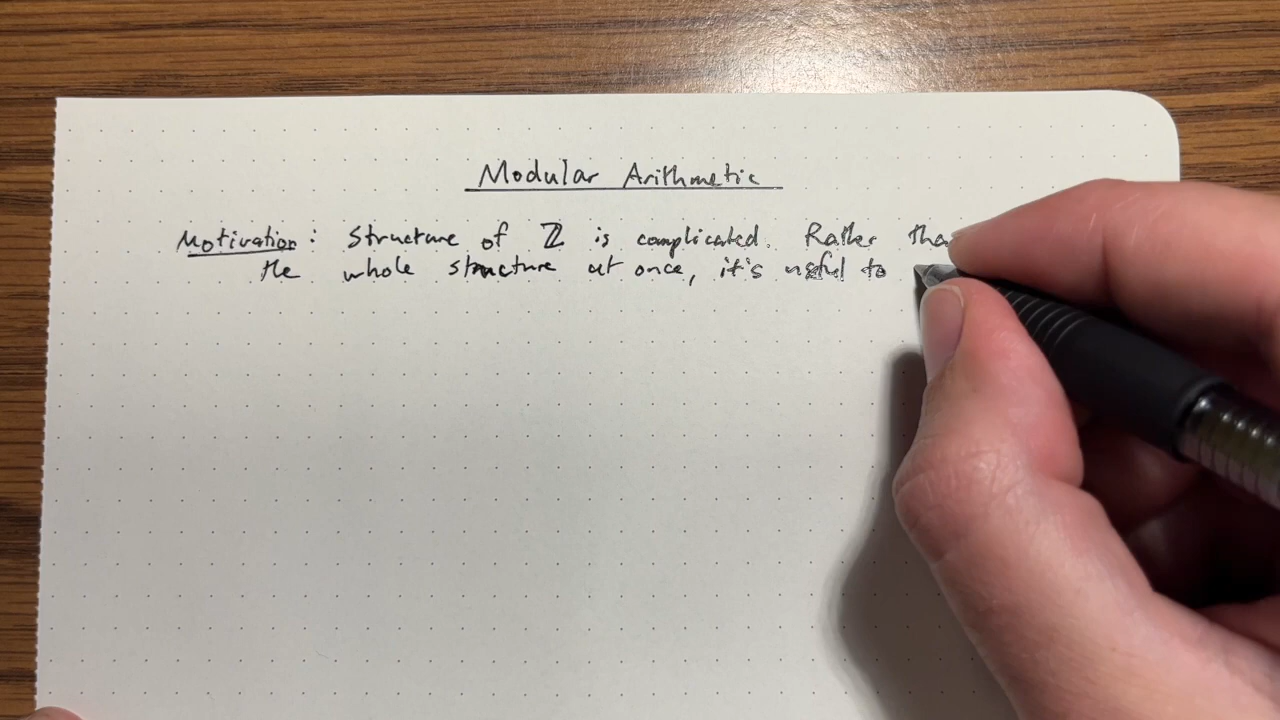 Modular Arithmetic
Motivation: Structure of ℤ is complicated. Rather
the whole structure at once, it's useful to